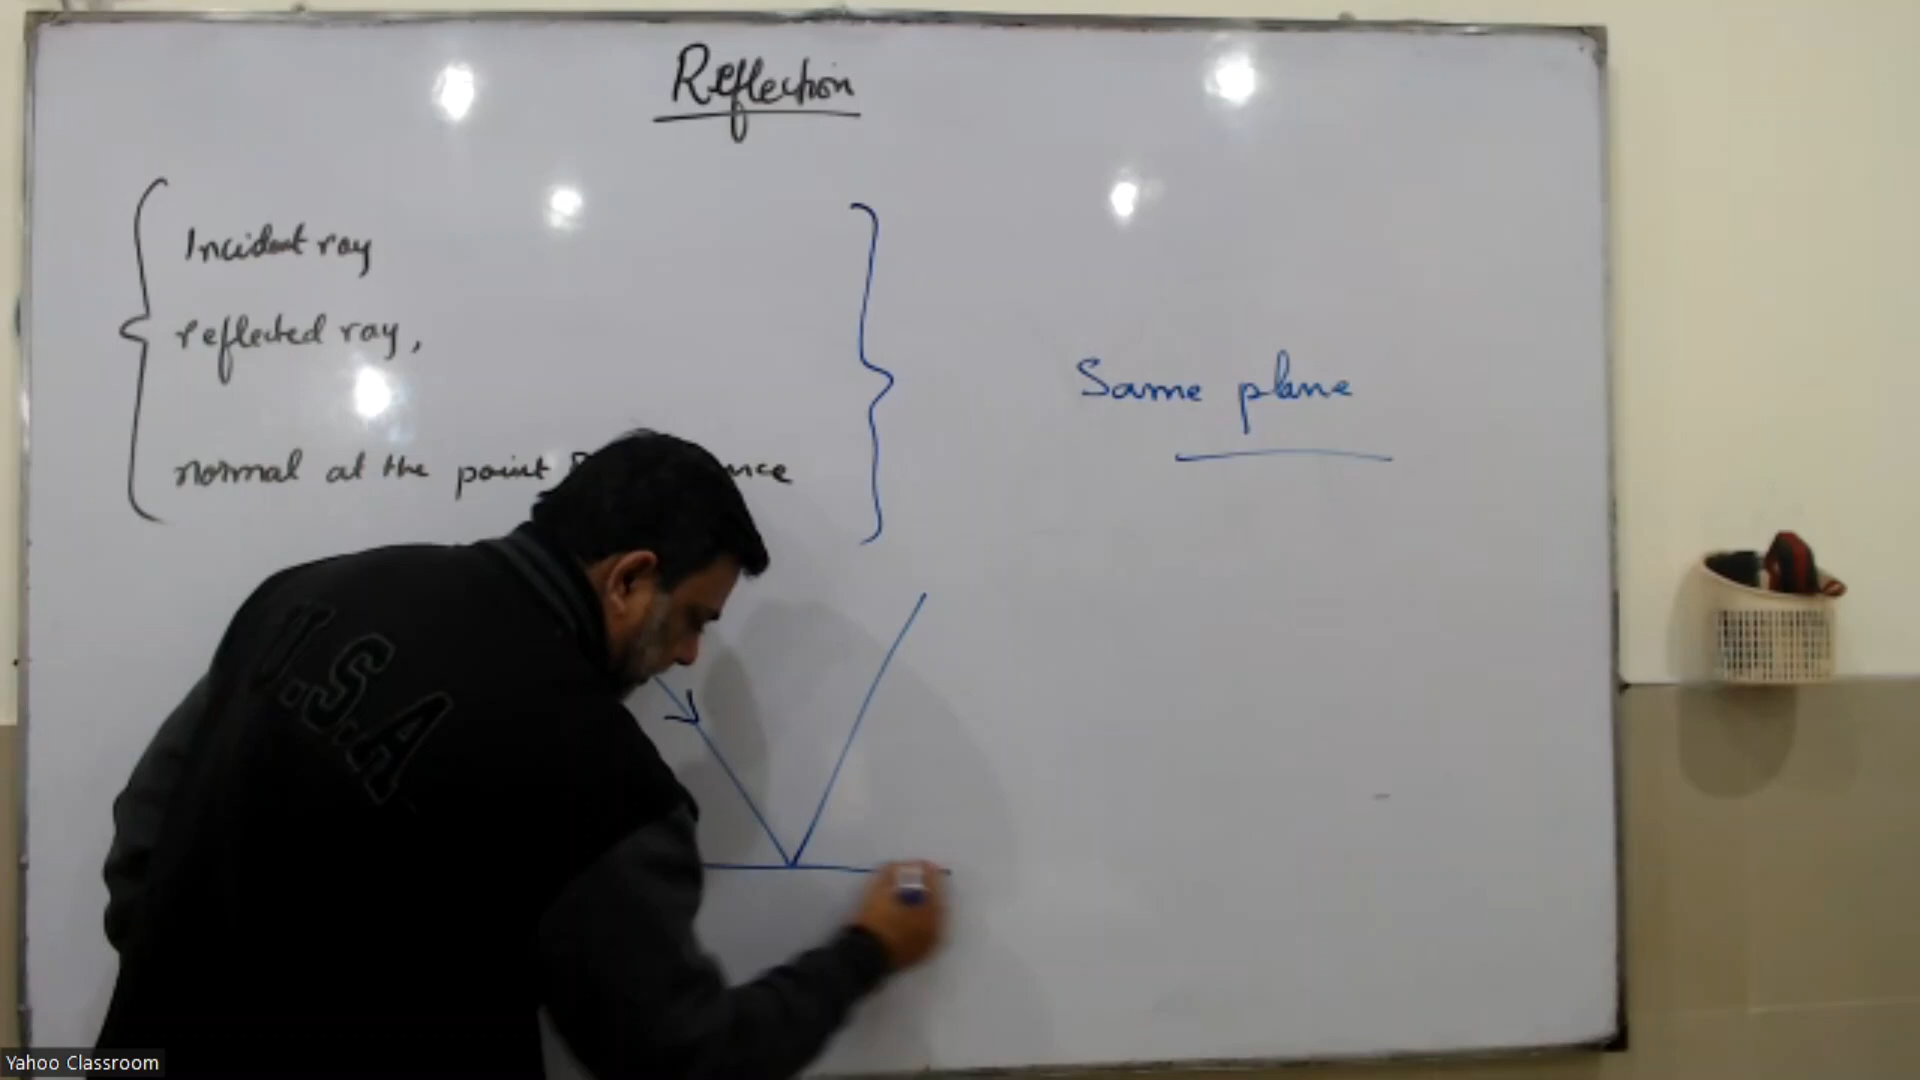 Reflection
Incident ray
reflected ray,
normal at the point
Same plane
U.S.A
Yahoo Classroom